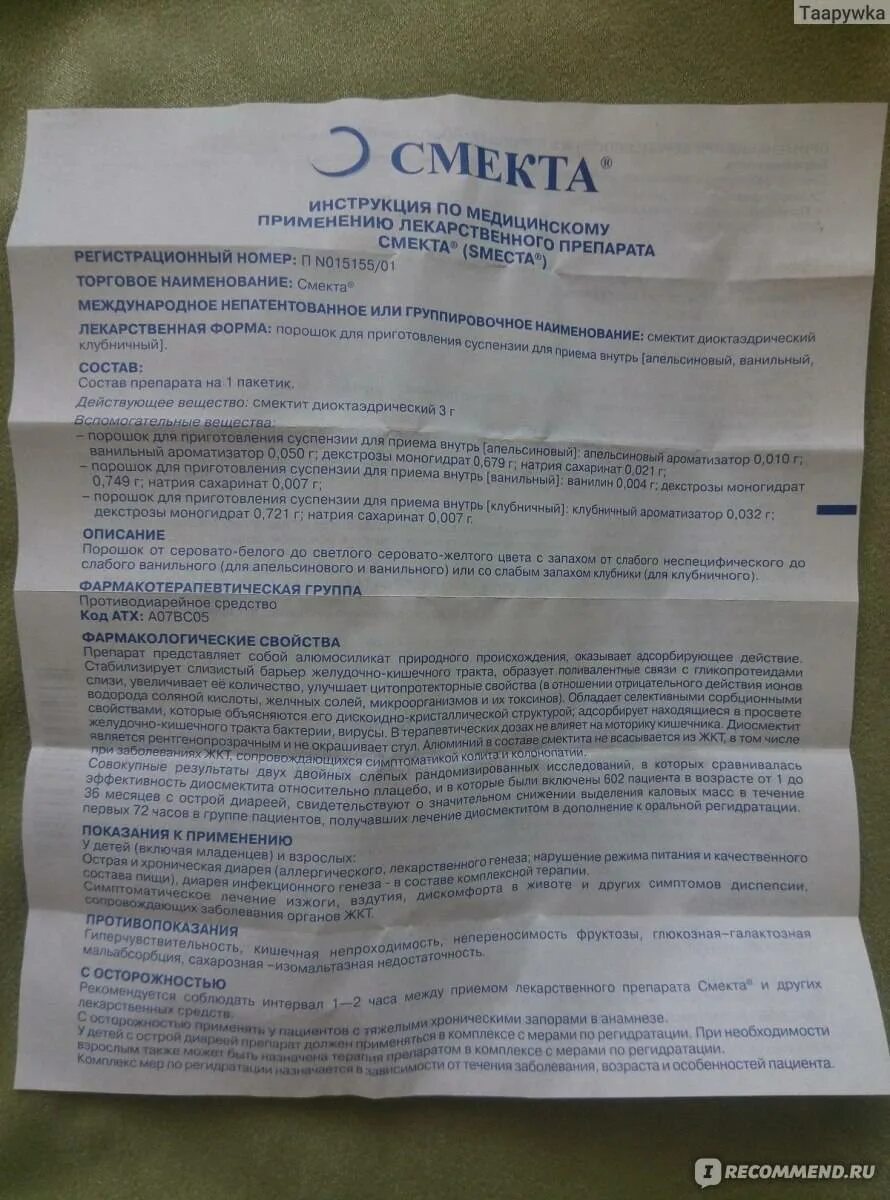 Таарywka
СМЕКТА®
ИНСТРУКЦИЯ ПО МЕДИЦИНСКОМУ
ПРИМЕНЕНИЮ ЛЕКАРСТВЕННОГО ПРЕПАРАТА
СМЕКТА® (SMECTA®)
РЕГИСТРАЦИОННЫЙ НОМЕР: П N015155/01
ТОРГОВОЕ НАИМЕНОВАНИЕ: Смекта®
МЕЖДУНАРОДНОЕ НЕПАТЕНТОВАННОЕ ИЛИ ГРУППИРОВОЧНОЕ НАИМЕНОВАНИЕ: смектит диоктаэдрический
ЛЕКАРСТВЕННАЯ ФОРМА: порошок для приготовления суспензии для приема внутрь [апельсиновый, ванильный,
клубничный].
СОСТАВ:
Состав препарата на 1 пакетик.
Действующее вещество: смектит диоктаэдрический 3 г
Вспомогательные вещества:
– порошок для приготовления суспензии для приема внутрь [апельсиновый]: апельсиновый ароматизатор 0,010 г;
ванильный ароматизатор 0,050 г; декстрозы моногидрат 0,679 г; натрия сахаринат 0,021 г;
– порошок для приготовления суспензии для приема внутрь [ванильный]: ванилин 0,004 г; декстрозы моногидрат
0,749 г; натрия сахаринат 0,007 г;
– порошок для приготовления суспензии для приема внутрь [клубничный]: клубничный ароматизатор 0,032 г;
декстрозы моногидрат 0,721 г; натрия сахаринат 0,007 г.
ОПИСАНИЕ
Порошок от серовато-белого до светлого серовато-желтого цвета с запахом от слабого неспецифического до
слабого ванильного (для апельсинового и ванильного) или со слабым запахом клубники (для клубничного).
ФАРМАКОТЕРАПЕВТИЧЕСКАЯ ГРУППА
Противодиарейное средство
Код АТХ: А07ВС05
ФАРМАКОЛОГИЧЕСКИЕ СВОЙСТВА
Препарат представляет собой алюмосиликат природного происхождения, оказывает адсорбирующее действие.
Стабилизирует слизистый барьер желудочно-кишечного тракта, образует поливалентные связи с гликопротеидами
слизи, увеличивает её количество, улучшает цитопротекторные свойства (в отношении отрицательного действия ионов
водорода соляной кислоты, желчных солей, микроорганизмов и их токсинов). Обладает селективными сорбционными
свойствами, которые объясняются его дискоидно-кристаллической структурой; адсорбирует находящиеся в просвете
желудочно-кишечного тракта бактерии, вирусы. В терапевтических дозах не влияет на моторику кишечника. Диосмектит
является рентгенопрозрачным и не окрашивает стул. Алюминий в составе смектита не всасывается из ЖКТ, в том числе
при заболеваниях ЖКТ, сопровождающихся симптоматикой колита и колонопатии.
Совокупные результаты двух двойных слепых рандомизированных исследований, в которых сравнивалась
эффективность диосмектита относительно плацебо, и в которые были включены 602 пациента в возрасте от 1 до
36 месяцев с острой диареей, свидетельствуют о значительном снижении выделения каловых масс в течение
первых 72 часов в группе пациентов, получавших лечение диосмектитом в дополнение к оральной регидратации.
ПОКАЗАНИЯ К ПРИМЕНЕНИЮ
У детей (включая младенцев) и взрослых:
Острая и хроническая диарея (аллергического, лекарственного генеза; нарушение режима питания и качественного
состава пищи), диарея инфекционного генеза - в составе комплексной терапии.
Симптоматическое лечение изжоги, вздутия, дискомфорта в животе и других симптомов диспепсии,
сопровождающих заболевания органов ЖКТ.
ПРОТИВОПОКАЗАНИЯ
Гиперчувствительность, кишечная непроходимость, непереносимость фруктозы, глюкозная–галактозная
мальабсорбция, сахарозная –изомальтазная недостаточность.
С ОСТОРОЖНОСТЬЮ
Рекомендуется соблюдать интервал 1—2 часа между приемом лекарственного препарата Смекта® и других
лекарственных средств.
С осторожностью применять у пациентов с тяжелыми хроническими запорами в анамнезе.
У детей с острой диареей препарат должен применяться в комплексе с мерами по регидратации. При необходимости
взрослым также может быть назначена терапия препаратом в комплексе с мерами по регидратации.
Комплекс мер по регидратации назначается в зависимости от течения заболевания, возраста и особенностей пациента.
RECOMMEND.RU